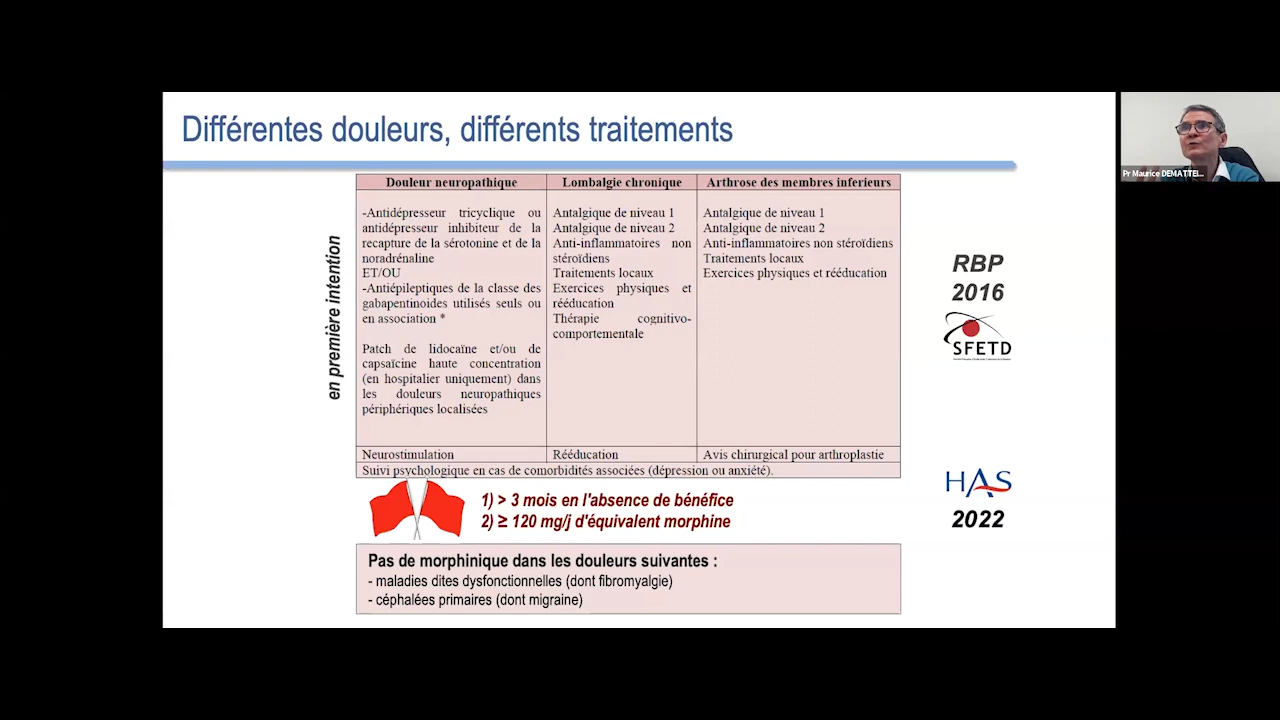 Différentes douleurs, différents traitements
en première intention
Douleur neuropathique
-Antidépresseur tricyclique ou
antidépresseur inhibiteur de la
recapture de la sérotonine et de la
noradrénaline
ET/OU
-Antiépileptiques de la classe des
gabapentinoides utilisés seuls ou
en association *
Patch de lidocaïne et/ou de
capsaïcine haute concentration
(en hospitalier uniquement) dans
les douleurs neuropathiques
périphériques localisées
Neurostimulation
Lombalgie chronique
Antalgique de niveau 1
Antalgique de niveau 2
Anti-inflammatoires non
stéroïdiens
Traitements locaux
Exercices physiques et
rééducation
Thérapie cognitivo-
comportementale
Rééducation
Arthrose des membres inferieurs
Antalgique de niveau 1
Antalgique de niveau 2
Anti-inflammatoires non stéroïdiens
Traitements locaux
Exercices physiques et rééducation
Avis chirurgical pour arthroplastie
Suivi psychologique en cas de comorbidités associées (dépression ou anxiété).
1) > 3 mois en l'absence de bénéfice
2) ≥ 120 mg/j d'équivalent morphine
Pas de morphinique dans les douleurs suivantes :
- maladies dites dysfonctionnelles (dont fibromyalgie)
- céphalées primaires (dont migraine)
RBP
2016
SFETD
HAS
2022
Pr Maurice DEMATTEI...